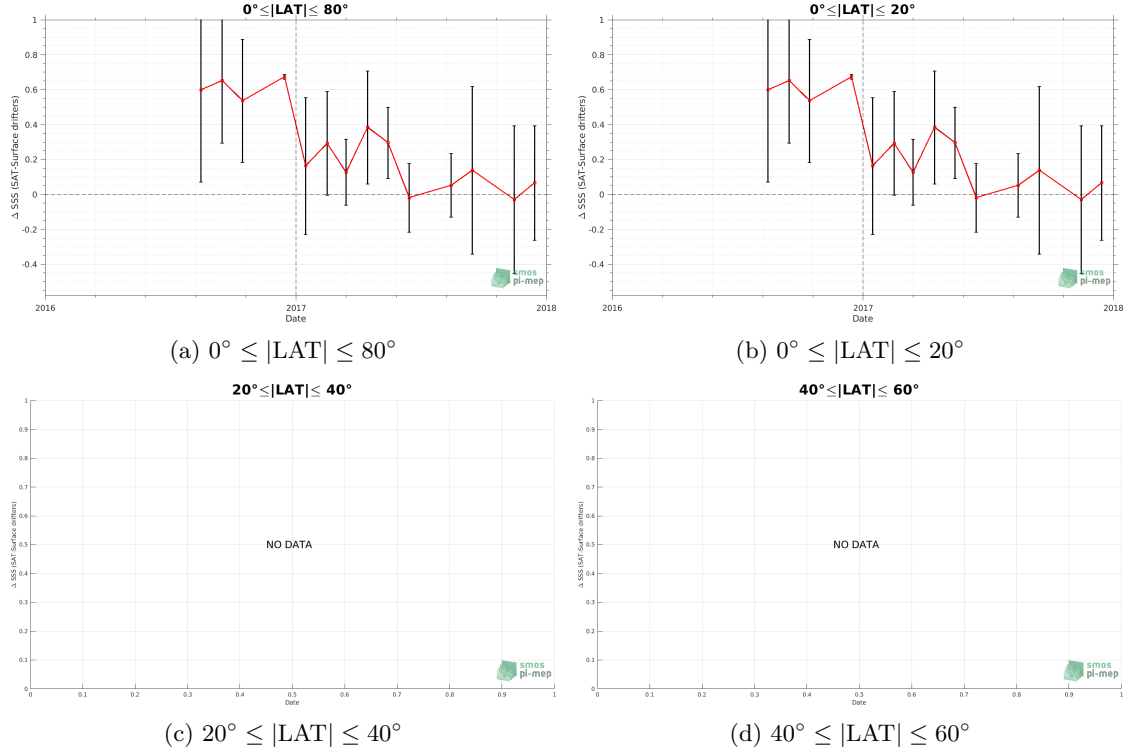 0°≤|LAT|≤ 80°
1
0.8
0.6
0.4
0.2
0
-0.2
-0.4
Δ SSS (SAT-Surface drifters)
2016
2017
2018
Date
smos
pi-mep
(a) 0° ≤ |LAT| ≤ 80°
0°≤|LAT|≤ 20°
1
0.8
0.6
0.4
0.2
0
-0.2
-0.4
Δ SSS (SAT-Surface drifters)
2016
2017
2018
Date
smos
pi-mep
(b) 0° ≤ |LAT| ≤ 20°
20°≤|LAT|≤ 40°
1
0.9
0.8
0.7
0.6
0.5
0.4
0.3
0.2
0.1
0
Δ SSS (SAT-Surface drifters)
NO DATA
0 0.1 0.2 0.3 0.4 0.5 0.6 0.7 0.8 0.9 1
Date
smos
pi-mep
(c) 20° ≤ |LAT| ≤ 40°
40°≤|LAT|≤ 60°
1
0.9
0.8
0.7
0.6
0.5
0.4
0.3
0.2
0.1
0
Δ SSS (SAT-Surface drifters)
NO DATA
0 0.1 0.2 0.3 0.4 0.5 0.6 0.7 0.8 0.9 1
Date
smos
pi-mep
(d) 40° ≤ |LAT| ≤ 60°